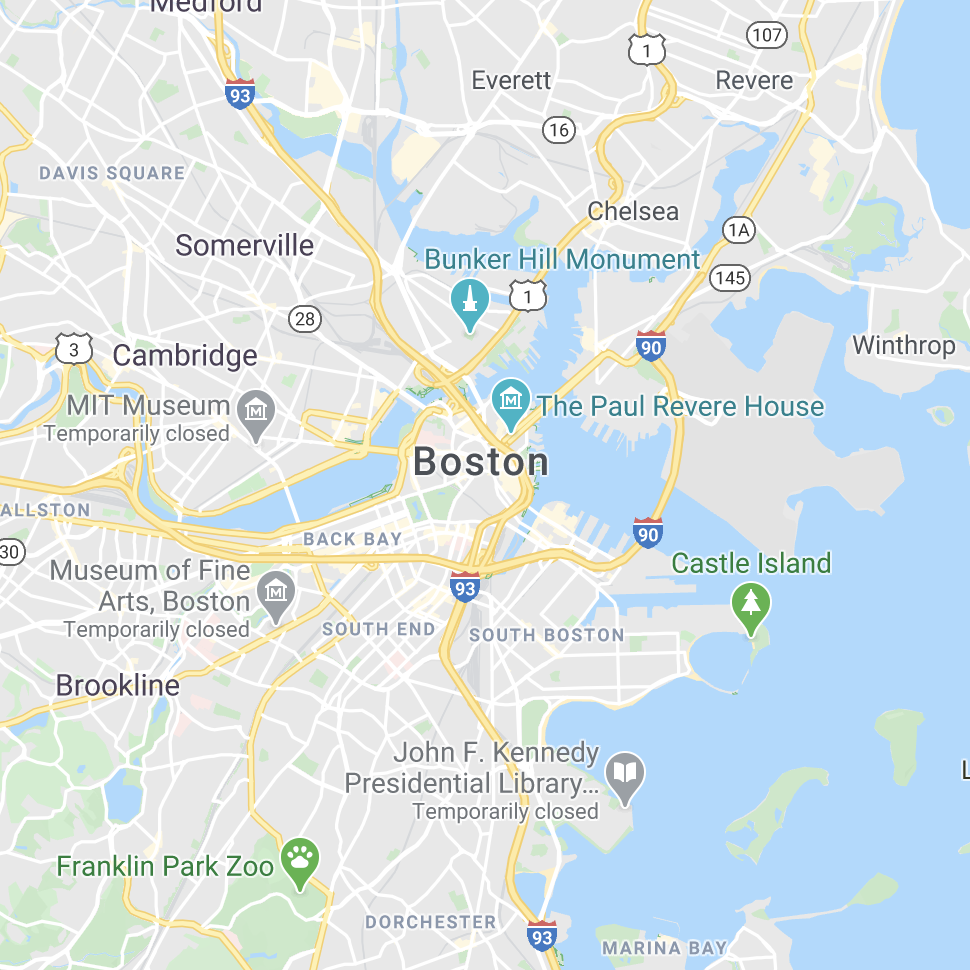 Medford
107
1
Everett
Revere
93
16
DAVIS SQUARE
Chelsea
1A
Somerville
Bunker Hill Monument
145
1
28
3
90
Winthrop
Cambridge
MIT Museum
Temporarily closed
The Paul Revere House
Boston
ALLSTON
BACK BAY
90
30
Castle Island
Museum of Fine
Arts, Boston
Temporarily closed
93
SOUTH END
SOUTH BOSTON
Brookline
John F. Kennedy
Presidential Library...
Temporarily closed
L
Franklin Park Zoo
DORCHESTER
93
MARINA BAY